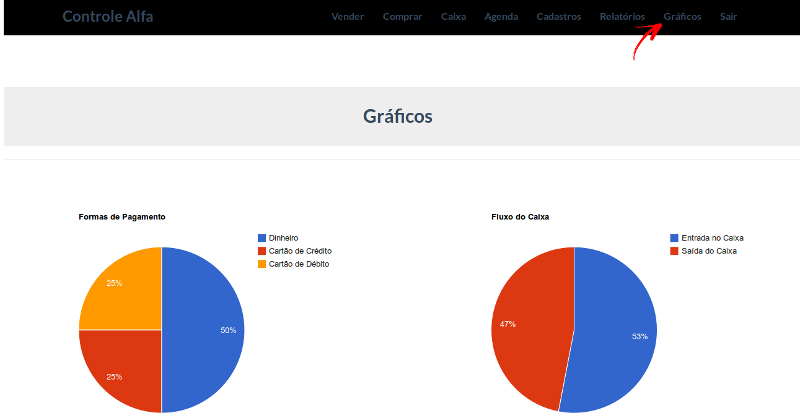 Controle Alfa Vender Comprar Caixa Agenda Cadastros Relatórios Gráficos Sair
Gráficos
Formas de Pagamento
Dinheiro
Cartão de Crédito
Cartão de Débito
25%
50%
25%
Fluxo do Caixa
Entrada no Caixa
Saída do Caixa
47%
53%